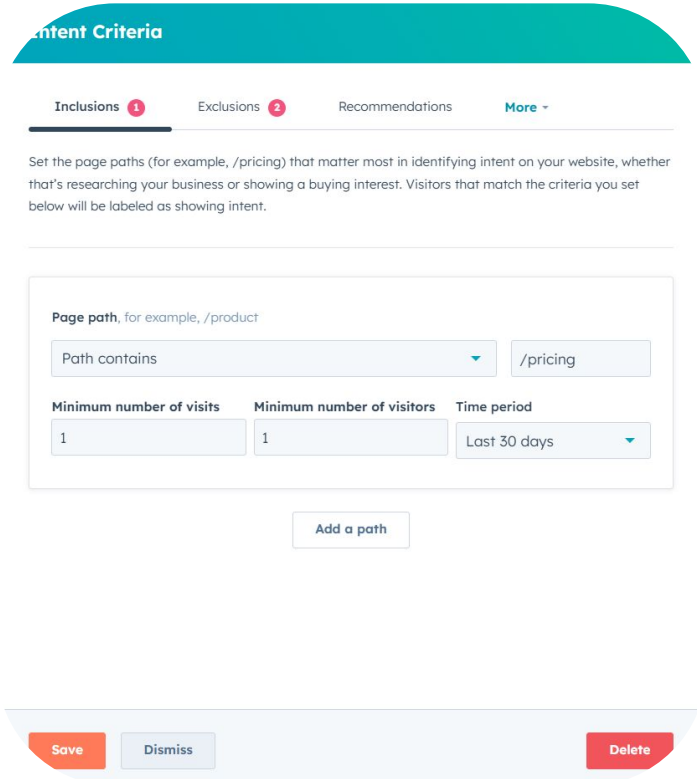 Intent Criteria
Inclusions 1 Exclusions 2 Recommendations More
Set the page paths (for example, /pricing) that matter most in identifying intent on your website, whether
that's researching your business or showing a buying interest. Visitors that match the criteria you set
below will be labeled as showing intent.
Page path, for example, /product
Path contains /pricing
Minimum number of visits Minimum number of visitors Time period
1 1 Last 30 days
Add a path
Save Dismiss Delete